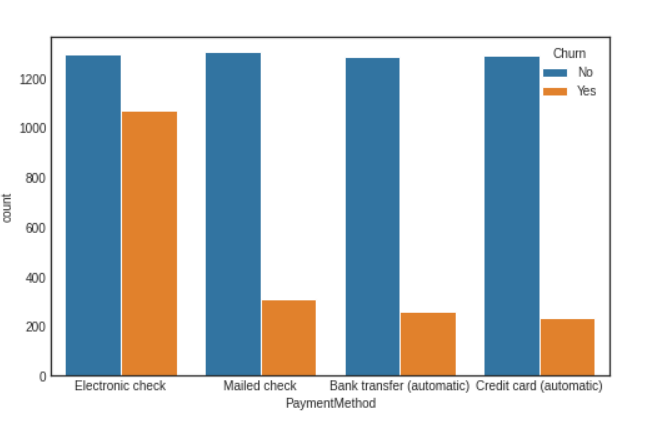 Churn
No
Yes
1200
1000
800
600
400
200
0
count
Electronic check
Mailed check
Bank transfer (automatic)
Credit card (automatic)
PaymentMethod